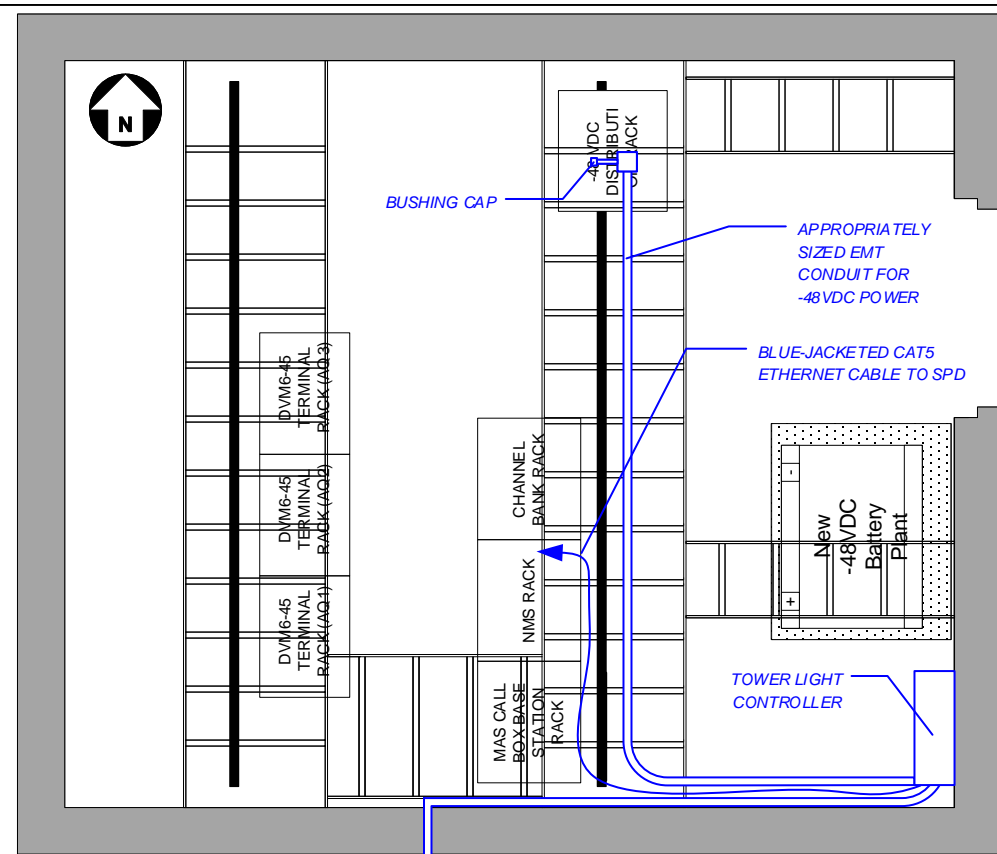 N
-48VDC
DISTRIBUTI
RACK
BUSHING CAP
APPROPRIATELY
SIZED EMT
CONDUIT FOR
-48VDC POWER
BLUE-JACKETED CAT5
ETHERNET CABLE TO SPD
DVM6-45
TERMINAL
RACK (AQ3)
DVM6-45
TERMINAL
RACK (AQ2)
DVM6-45
TERMINAL
RACK (AQ1)
CHANNEL
BANK RACK
NMS RACK
MAS CALL
BOX BASE
STATION
RACK
-
New
-48VDC
Battery
Plant
+
TOWER LIGHT
CONTROLLER